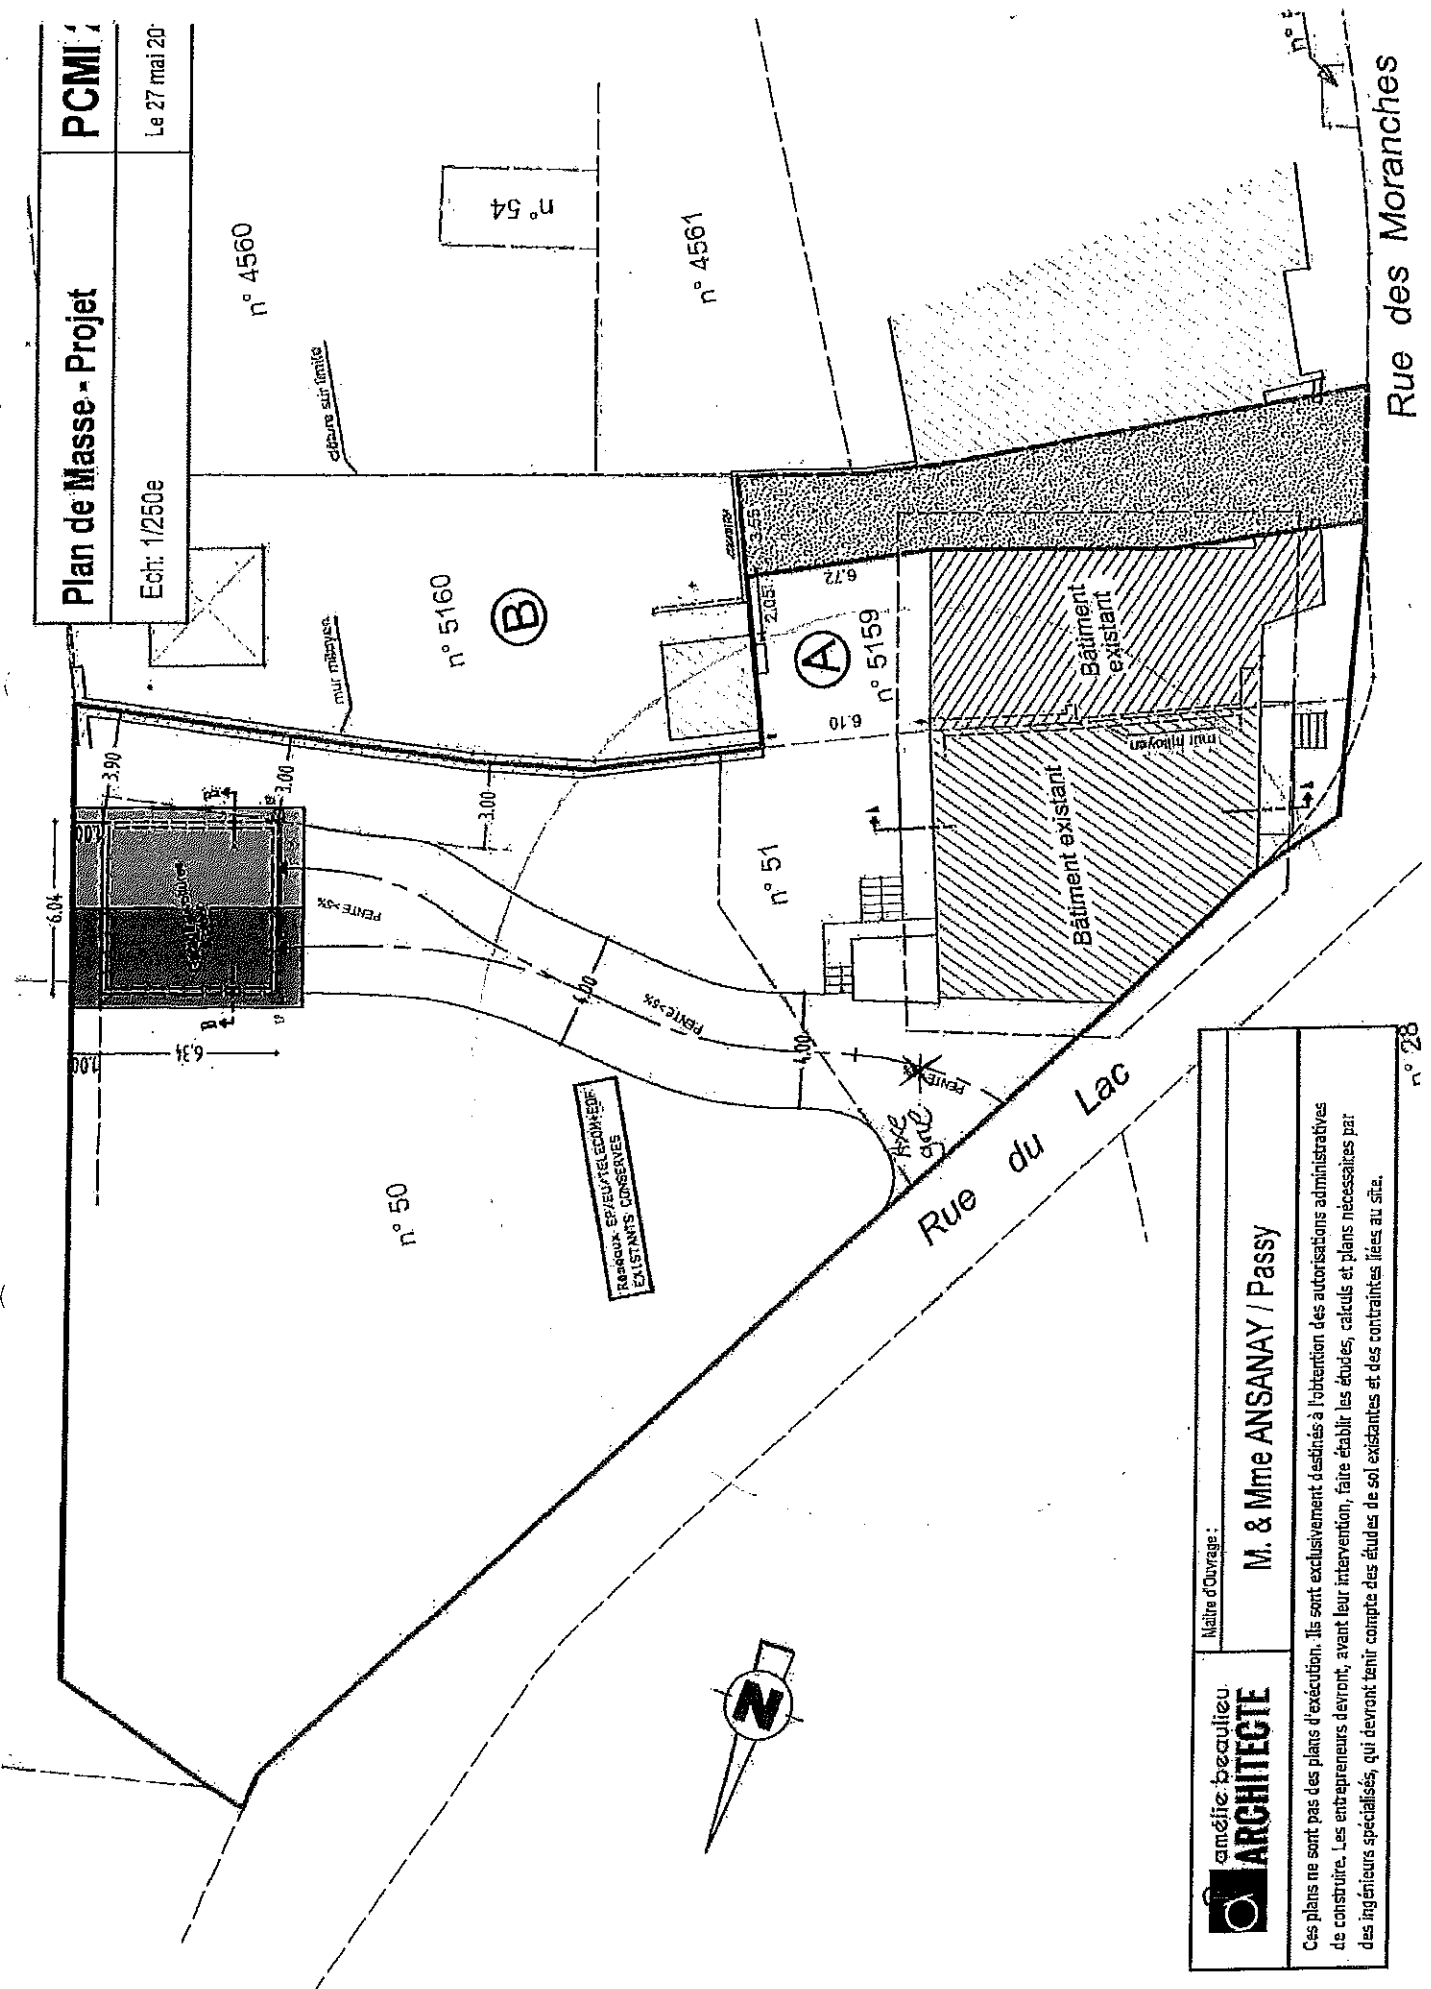 Plan de Masse - Projet
PCMI
Ech: 1/250e
Le 27 mai 20
n° 4560
n° 54
n° 4561
clôture sur limite
mur mitoyen
n° 5160
B
3.55
2.05
6.72
A
n° 5159
6.10
Bâtiment
existant
mur mitoyen
Bâtiment existant
n° 51
3.90
3.00
3.00
6.04
1.00
6.34
1.00
B
B
EP
PENTE>5%
4.00
PENTE>5%
4.00
PENTE
Axe
n° 50
Réseaux EP/EU/TELECOM+EDF
EXISTANTS CONSERVES
Rue du Lac
Rue des Moranches
n° 28
N
amélie beaulieu
ARCHITECTE
Maître d'Ouvrage :
M. & Mme ANSANAY / Passy
Ces plans ne sont pas des plans d'exécution. Ils sont exclusivement destinés à l'obtention des autorisations administratives
de construire. Les entrepreneurs devront, avant leur intervention, faire établir les études, calculs et plans nécessaires par
des ingénieurs spécialisés, qui devront tenir compte des études de sol existantes et des contraintes liées au site.